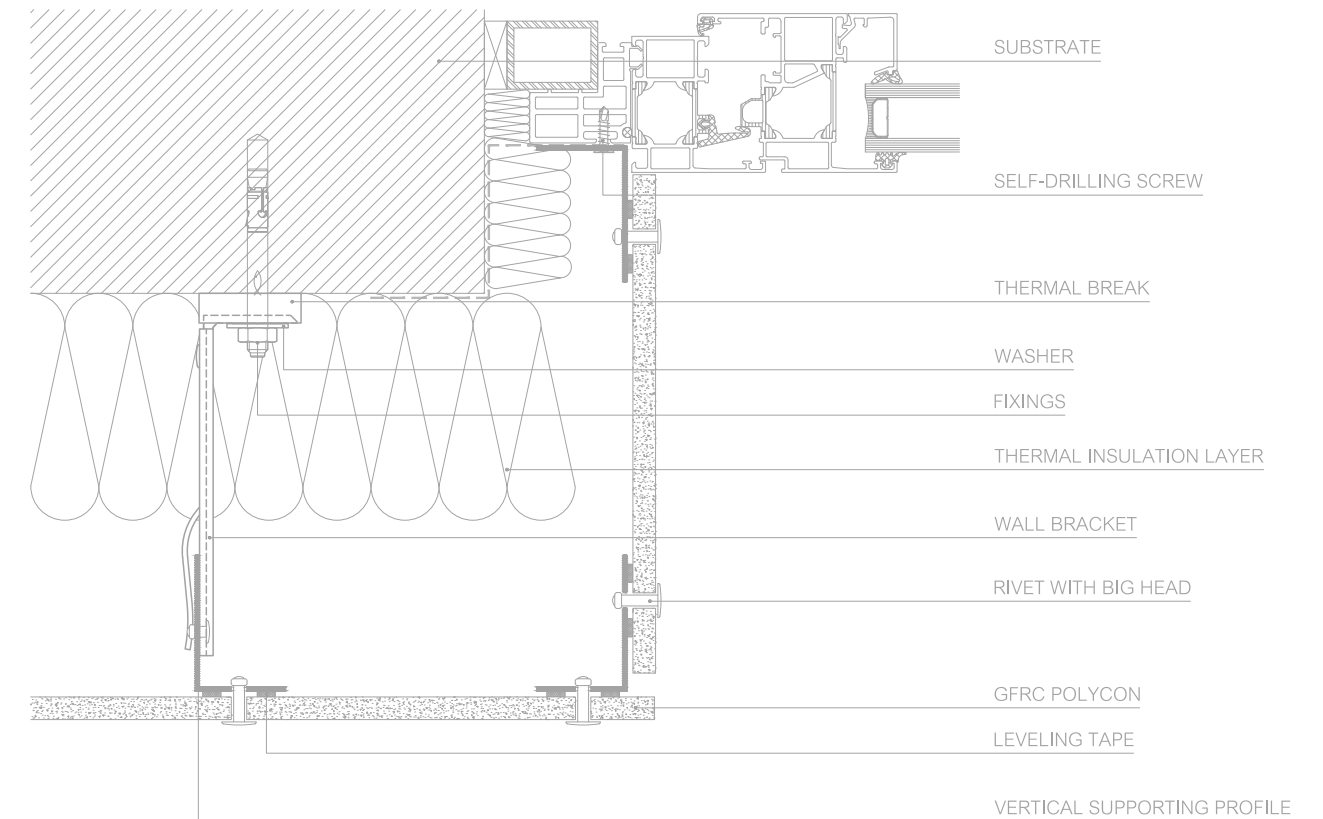 SUBSTRATE
SELF-DRILLING SCREW
THERMAL BREAK
WASHER
FIXINGS
THERMAL INSULATION LAYER
WALL BRACKET
RIVET WITH BIG HEAD
GFRC POLYCON
LEVELING TAPE
VERTICAL SUPPORTING PROFILE